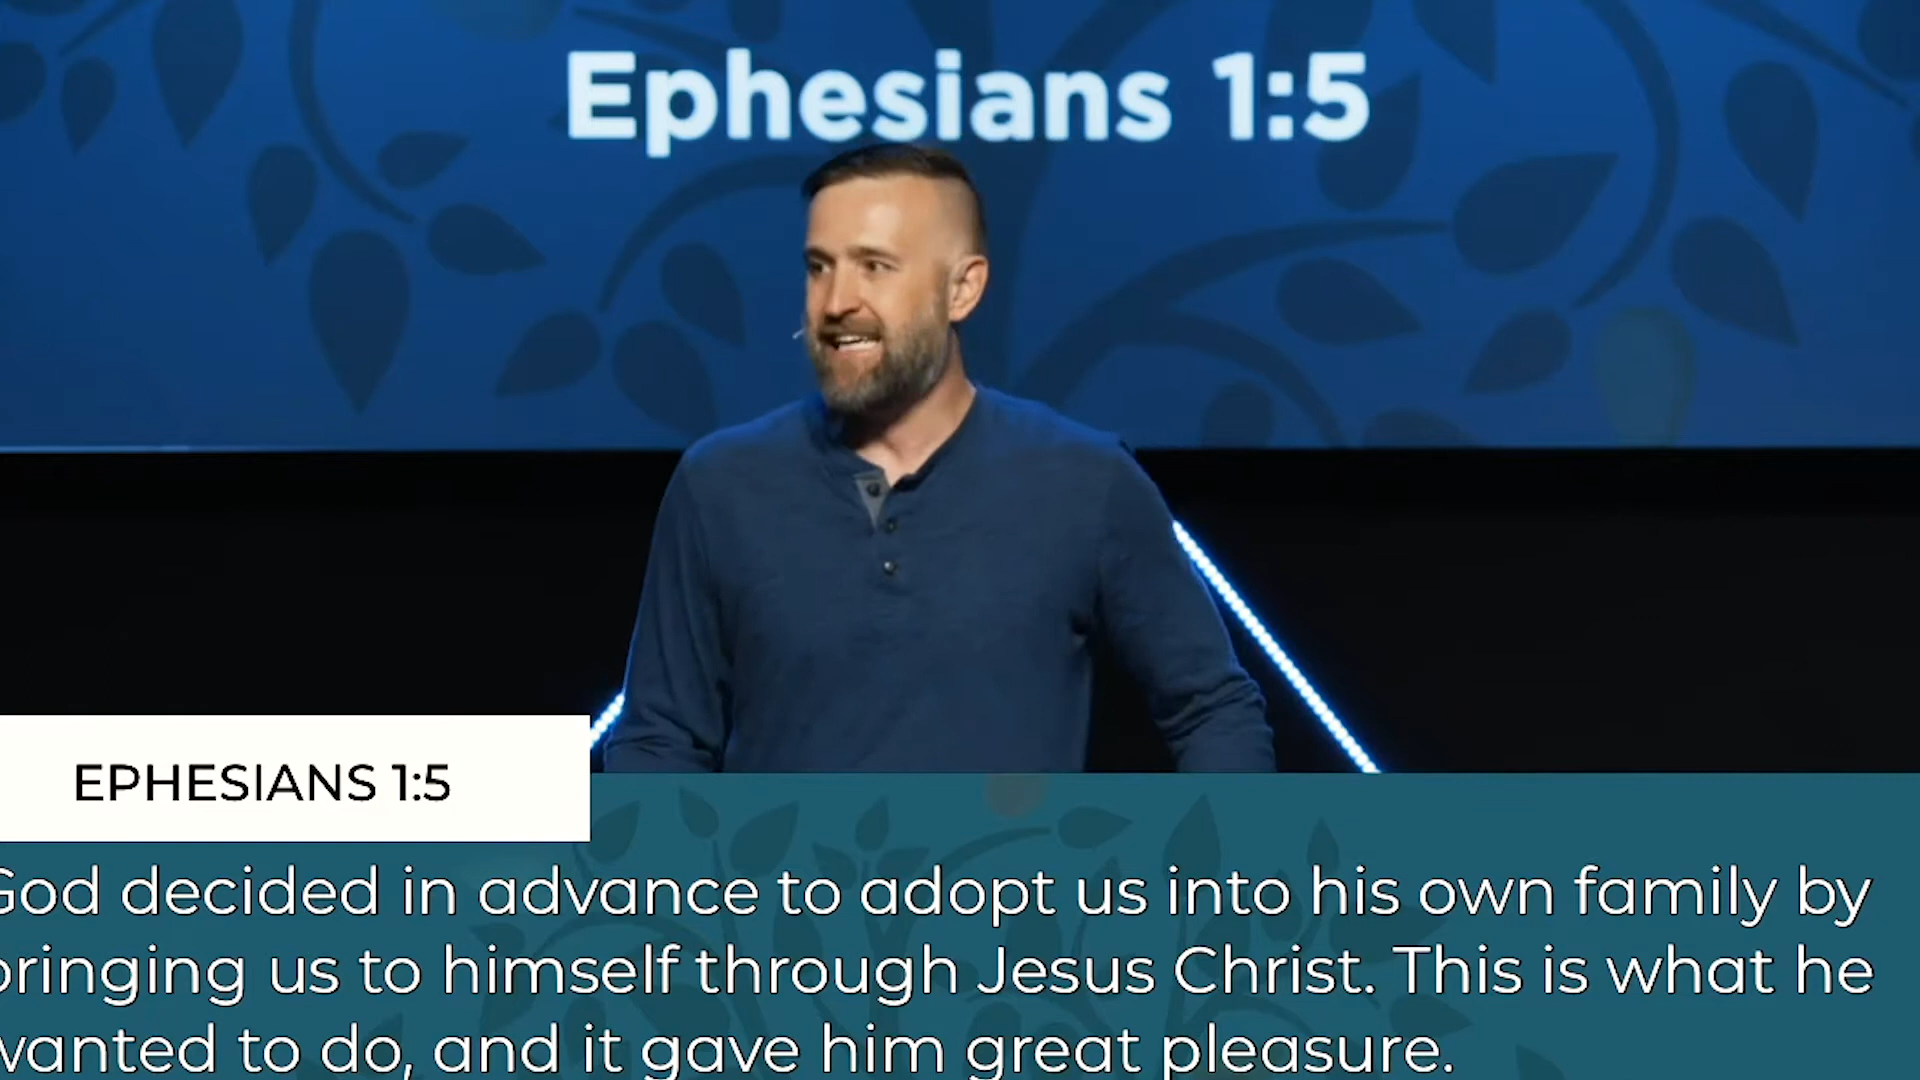 Ephesians 1:5
EPHESIANS 1:5
God decided in advance to adopt us into his own family by
bringing us to himself through Jesus Christ. This is what he
wanted to do, and it gave him great pleasure.